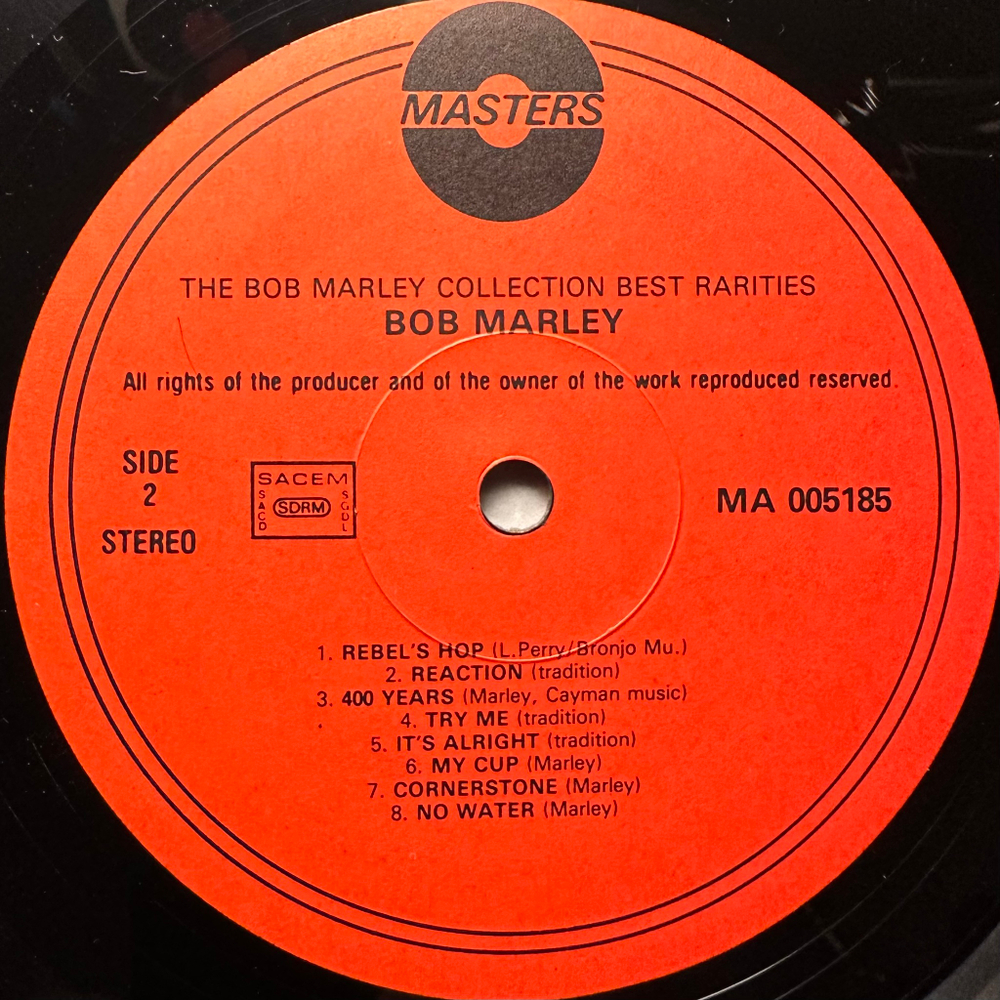 MASTERS
THE BOB MARLEY COLLECTION BEST RARITIES
BOB MARLEY
All rights of the producer and of the owner of the work reproduced reserved.
SIDE
2
STEREO
SACEM
SACD
SDRM
SGDL
MA 005185
1. REBEL'S HOP (L.Perry/Bronjo Mu.)
2. REACTION (tradition)
3. 400 YEARS (Marley, Cayman music)
4. TRY ME (tradition)
5. IT'S ALRIGHT (tradition)
6. MY CUP (Marley)
7. CORNERSTONE (Marley)
8. NO WATER (Marley)